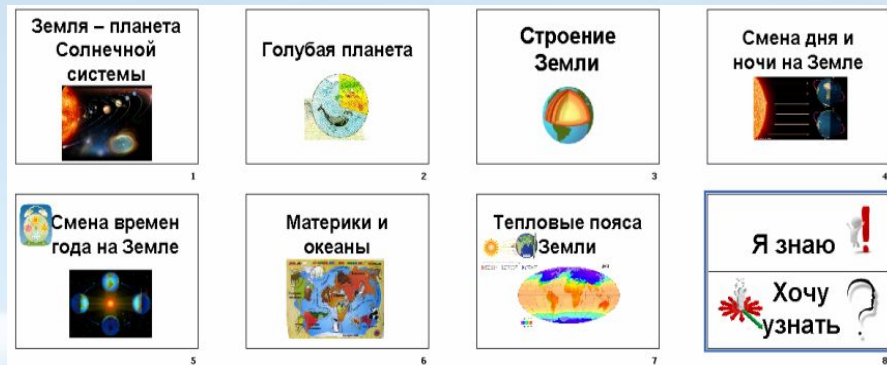 Земля – планета
Солнечной
системы
1
Голубая планета
2
Строение
Земли
3
Смена дня и
ночи на Земле
4
Смена времен
года на Земле
5
Материки и
океаны
6
Тепловые пояса
Земли
7
Я знаю
Хочу
узнать
8